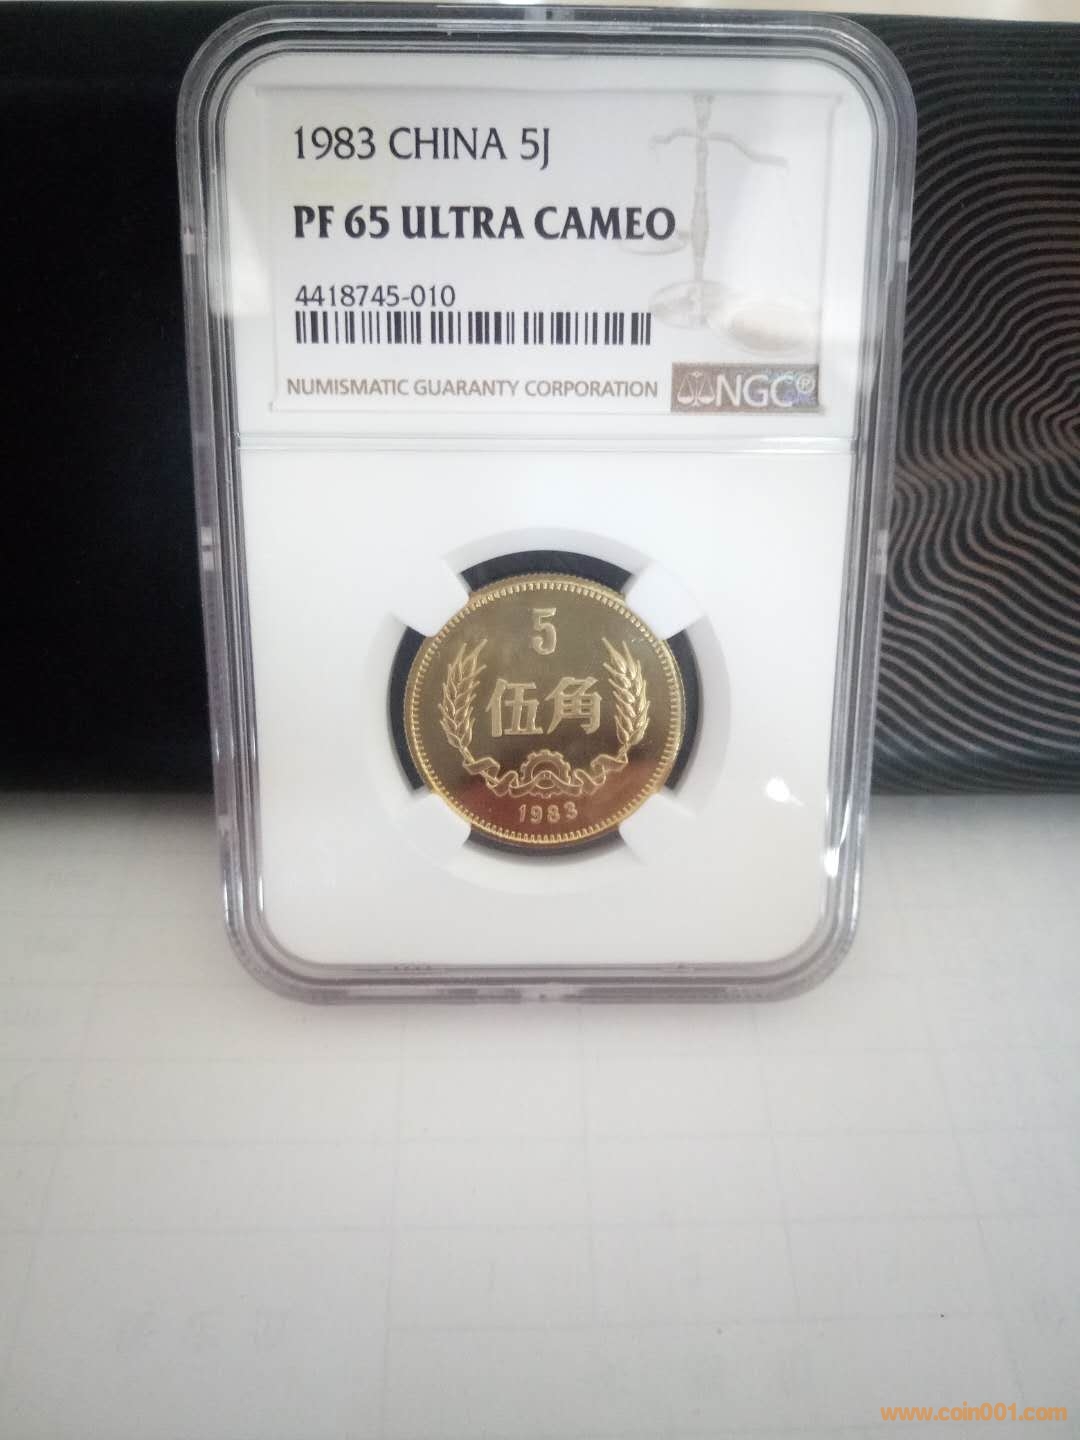 1983 CHINA 5J
PF 65 ULTRA CAMEO
4418745-010
NUMISMATIC GUARANTY CORPORATION
NGC®
5
伍角
1983
www.coin001.com